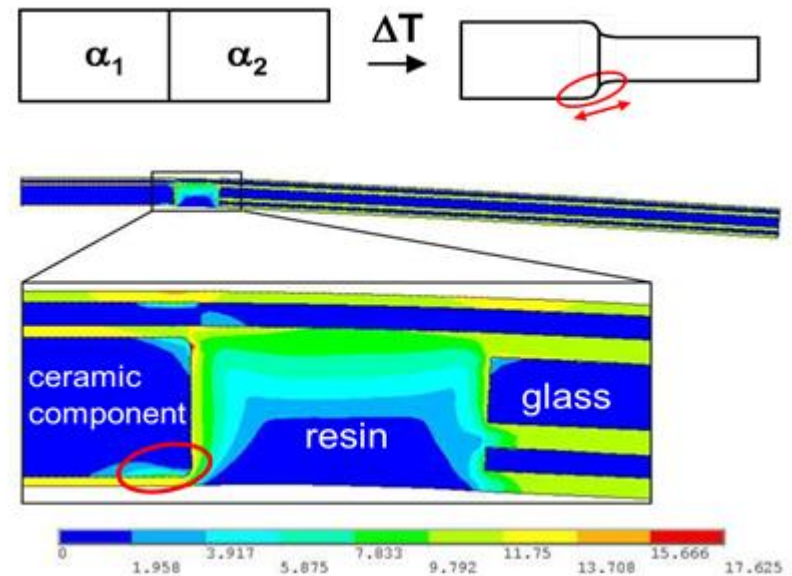 α1 α2 ΔT
ceramic
component
resin
glass
0 3.917 7.833 11.75 15.666
1.958 5.875 9.792 13.708 17.625